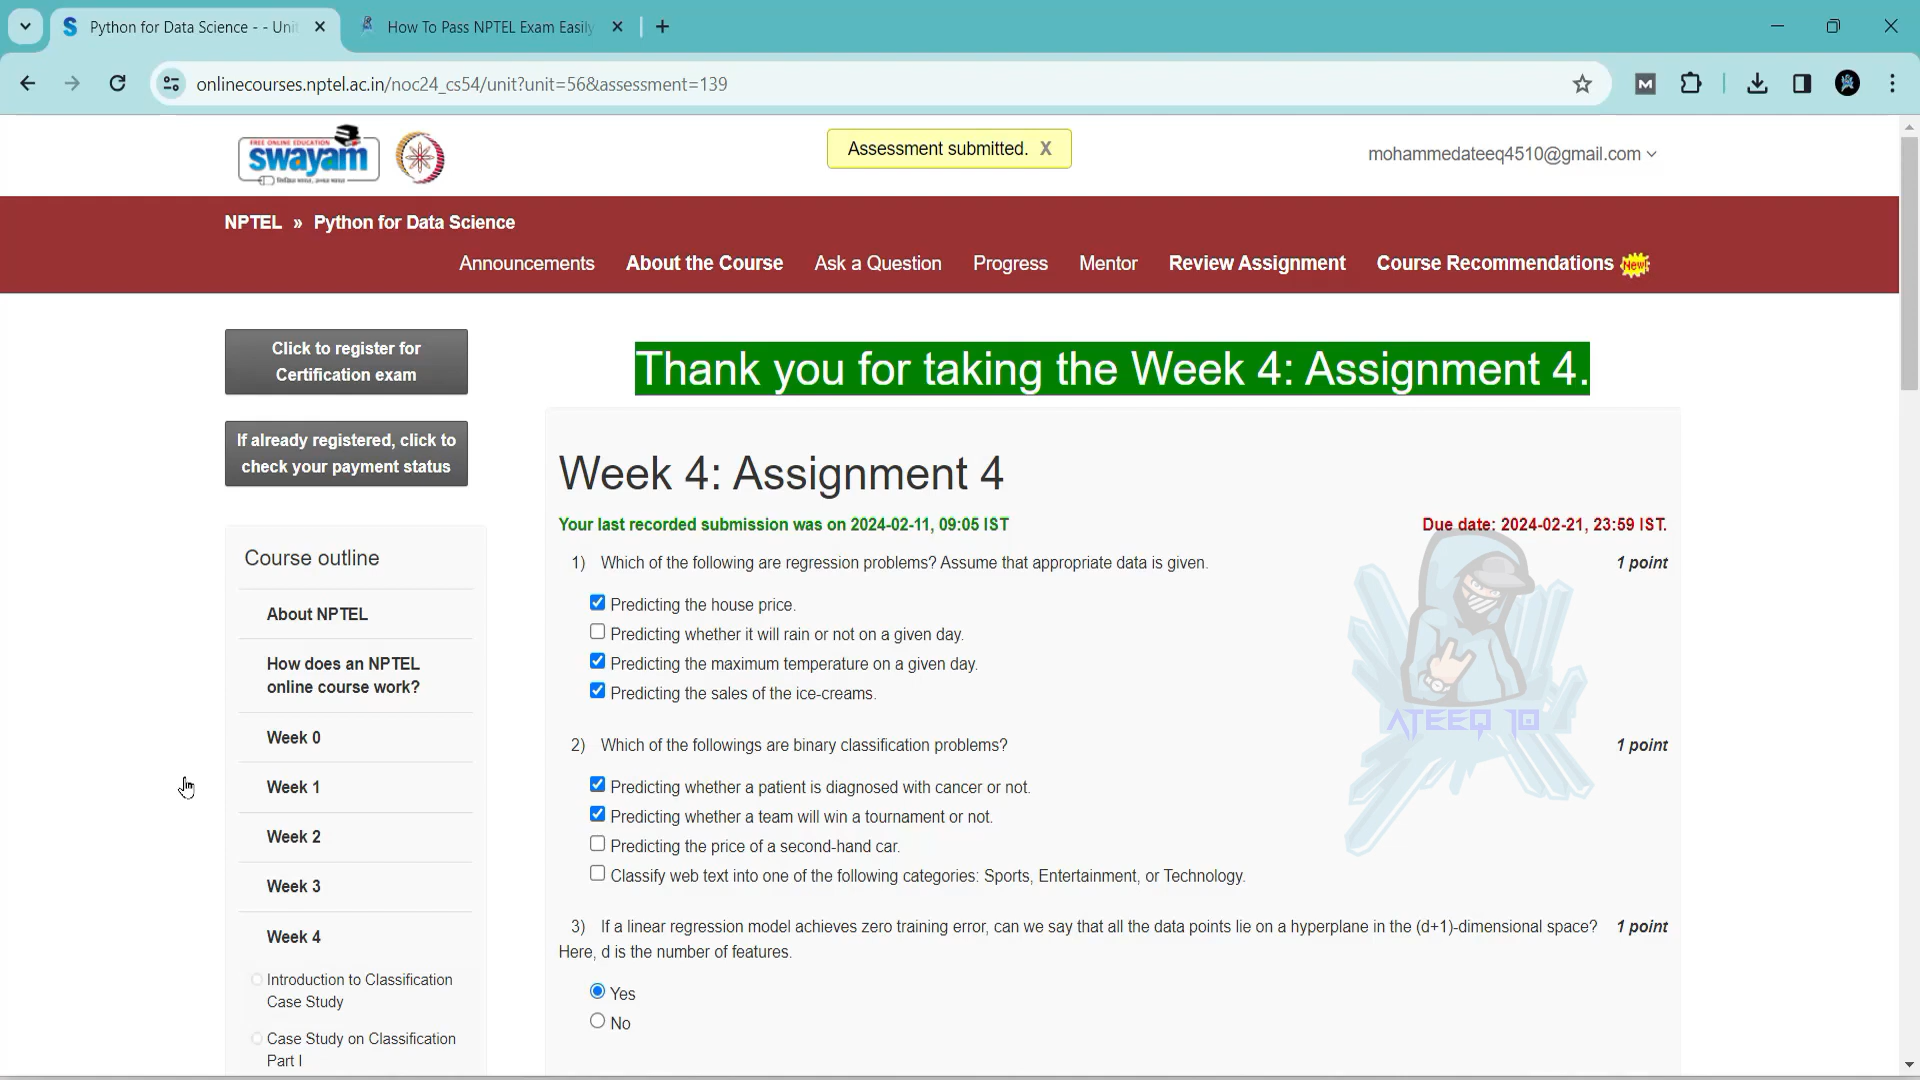 Python for Data Science - - Uni
How To Pass NPTEL Exam Easily
onlinecourses.nptel.ac.in/noc24_cs54/unit?unit=56&assessment=139
FREE ONLINE EDUCATION
swayam
Assessment submitted. X
mohammedateeq4510@gmail.com
NPTEL » Python for Data Science
Announcements About the Course Ask a Question Progress Mentor Review Assignment Course Recommendations New!
Click to register for
Certification exam
If already registered, click to
check your payment status
Course outline
About NPTEL
How does an NPTEL
online course work?
Week 0
Week 1
Week 2
Week 3
Week 4
Introduction to Classification
Case Study
Case Study on Classification
Part I
Thank you for taking the Week 4: Assignment 4.
Week 4: Assignment 4
Your last recorded submission was on 2024-02-11, 09:05 IST
Due date: 2024-02-21, 23:59 IST.
1) Which of the following are regression problems? Assume that appropriate data is given. 1 point
Predicting the house price.
Predicting whether it will rain or not on a given day.
Predicting the maximum temperature on a given day.
Predicting the sales of the ice-creams.
ATEEQ 10
2) Which of the followings are binary classification problems? 1 point
Predicting whether a patient is diagnosed with cancer or not.
Predicting whether a team will win a tournament or not.
Predicting the price of a second-hand car.
Classify web text into one of the following categories: Sports, Entertainment, or Technology.
3) If a linear regression model achieves zero training error, can we say that all the data points lie on a hyperplane in the (d+1)-dimensional space? 1 point
Here, d is the number of features.
Yes
No